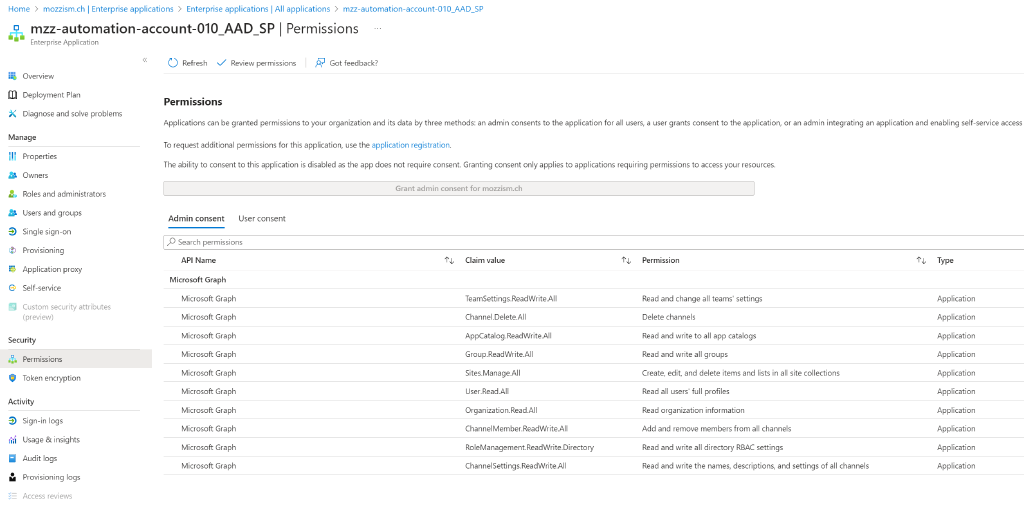 Home > mozzism.ch | Enterprise applications > Enterprise applications | All applications > mzz-automation-account-010_AAD_SP
mzz-automation-account-010_AAD_SP | Permissions ...
Enterprise Application
«
Refresh Review permissions Got feedback?
Overview
Deployment Plan
Diagnose and solve problems
Manage
Properties
Owners
Roles and administrators
Users and groups
Single sign-on
Provisioning
Application proxy
Self-service
Custom security attributes
(preview)
Security
Permissions
Token encryption
Activity
Sign-in logs
Usage & insights
Audit logs
Provisioning logs
Access reviews
Permissions
Applications can be granted permissions to your organization and its data by three methods: an admin consents to the application for all users, a user grants consent to the application, or an admin integrating an application and enabling self-service access
To request additional permissions for this application, use the application registration.
The ability to consent to this application is disabled as the app does not require consent. Granting consent only applies to applications requiring permissions to access your resources.
Grant admin consent for mozzism.ch
Admin consent User consent
Search permissions
API Name Claim value Permission Type
Microsoft Graph
Microsoft Graph TeamSettings.ReadWrite.All Read and change all teams' settings Application
Microsoft Graph Channel.Delete.All Delete channels Application
Microsoft Graph AppCatalog.ReadWrite.All Read and write to all app catalogs Application
Microsoft Graph Group.ReadWrite.All Read and write all groups Application
Microsoft Graph Sites.Manage.All Create, edit, and delete items and lists in all site collections Application
Microsoft Graph User.Read.All Read all users' full profiles Application
Microsoft Graph Organization.Read.All Read organization information Application
Microsoft Graph ChannelMember.ReadWrite.All Add and remove members from all channels Application
Microsoft Graph RoleManagement.ReadWrite.Directory Read and write all directory RBAC settings Application
Microsoft Graph ChannelSettings.ReadWrite.All Read and write the names, descriptions, and settings of all channels Application